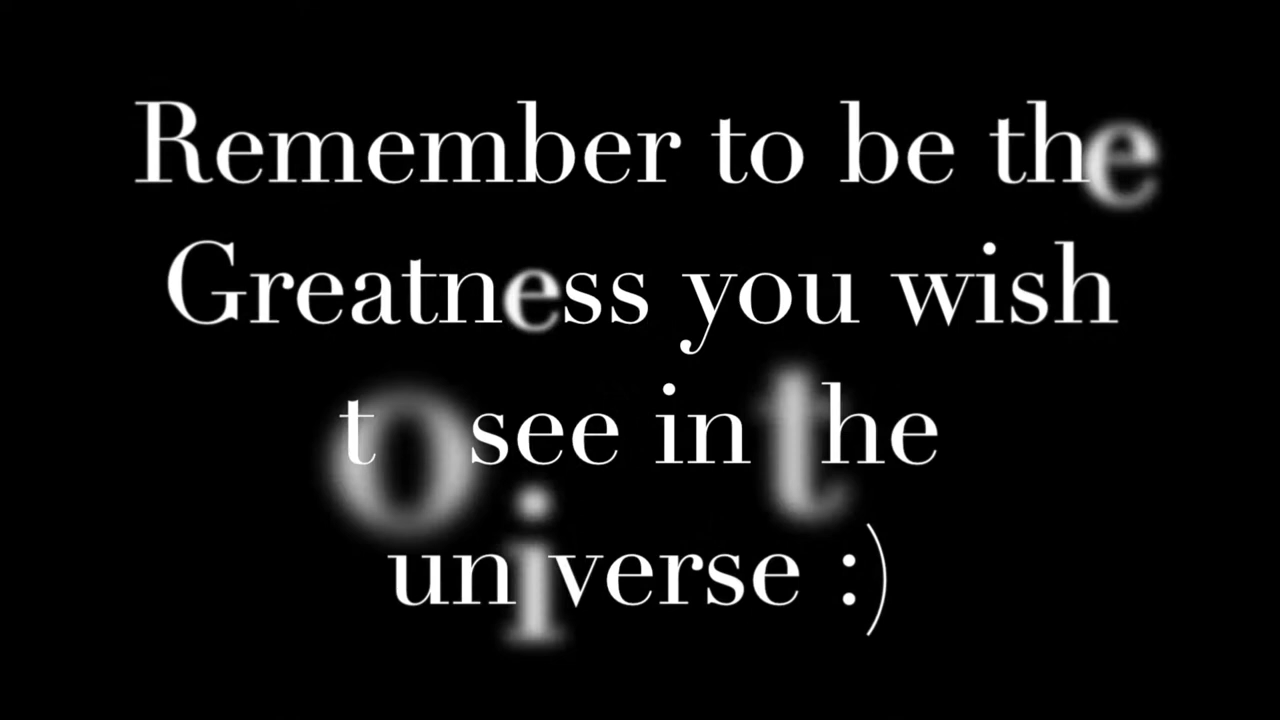 Remember to be the
Greatness you wish
to see in the
universe :)